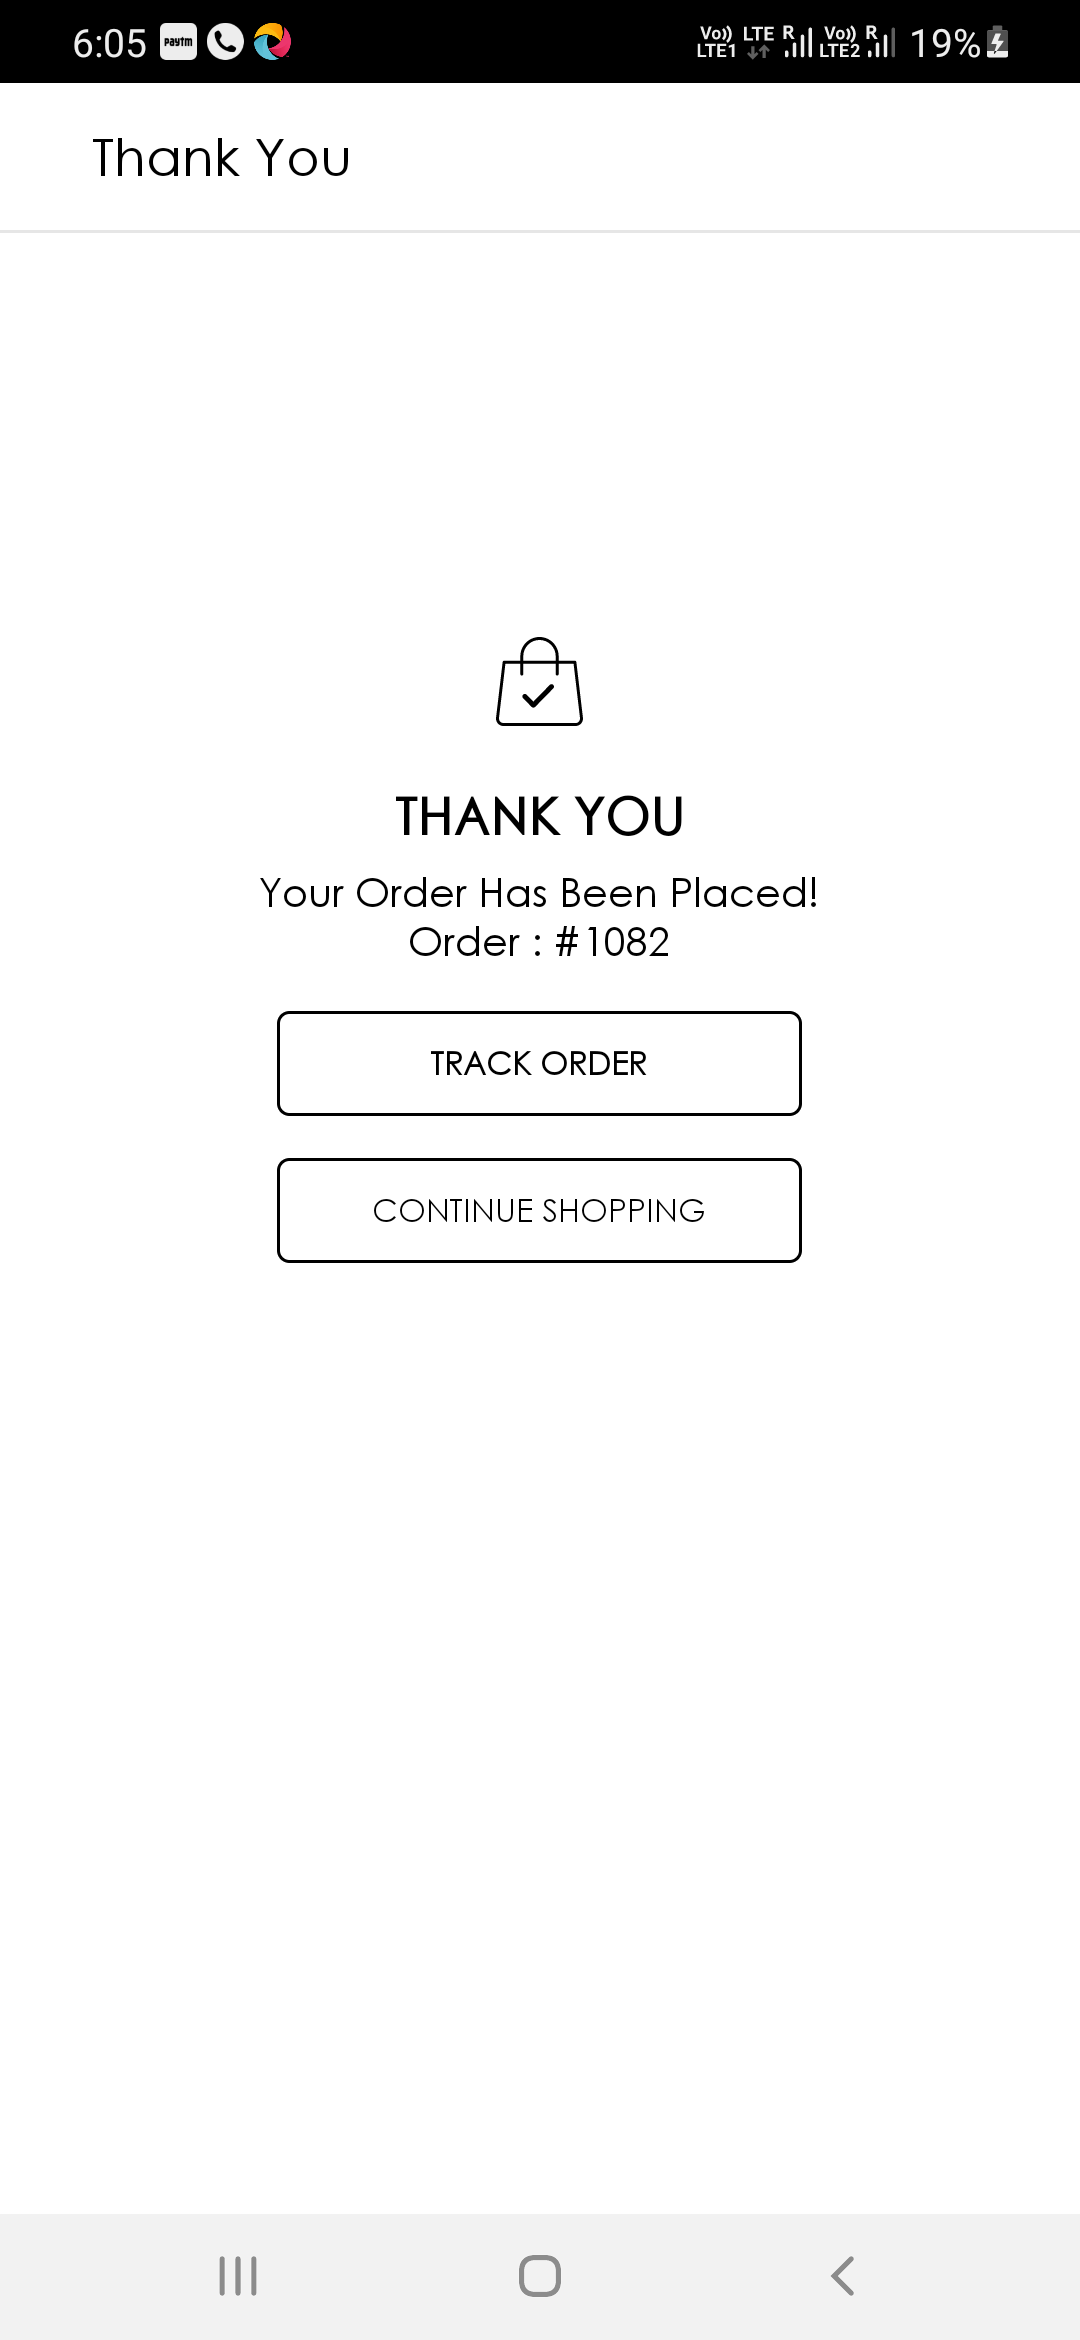 6:05 paytm Vo)) LTE1 LTE R Vo)) LTE2 R 19%
Thank You
THANK YOU
Your Order Has Been Placed!
Order : #1082
TRACK ORDER
CONTINUE SHOPPING